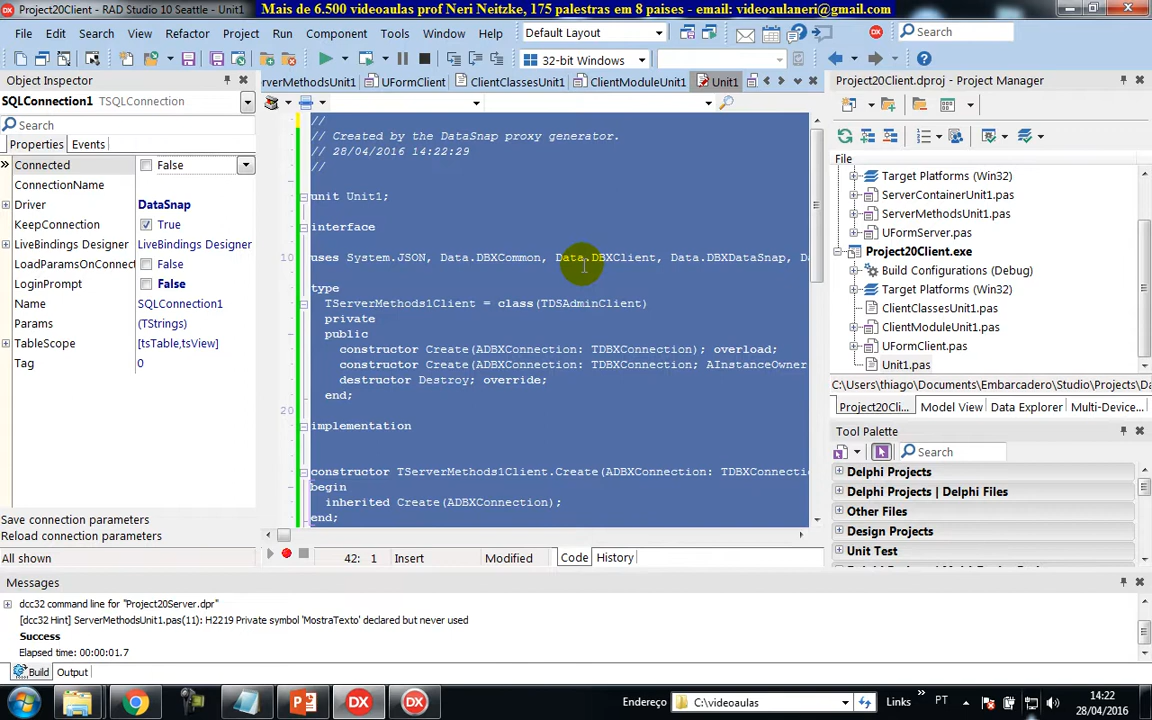 Project20Client - RAD Studio 10 Seattle - Unit1
Mais de 6.500 videoaulas prof Neri Neitzke, 175 palestras em 8 paises - email: videoaulaneri@gmail.com
File Edit Search View Refactor Project Run Component Tools Window Help
Default Layout
Search
32-bit Windows
Object Inspector
SQLConnection1 TSQLConnection
Search
Properties Events
Connected False
ConnectionName
Driver DataSnap
KeepConnection True
LiveBindings Designer LiveBindings Designer
LoadParamsOnConnect False
LoginPrompt False
Name SQLConnection1
Params (TStrings)
TableScope [tsTable,tsView]
Tag 0
Save connection parameters
Reload connection parameters
All shown
erverMethodsUnit1 UFormClient ClientClassesUnit1 ClientModuleUnit1 Unit1
//
// Created by the DataSnap proxy generator.
// 28/04/2016 14:22:29
//
unit Unit1;
interface
10 uses System.JSON, Data.DBXCommon, Data.DBXClient, Data.DBXDataSnap, Da
type
TServerMethods1Client = class(TDSAdminClient)
private
public
constructor Create(ADBXConnection: TDBXConnection); overload;
constructor Create(ADBXConnection: TDBXConnection; AInstanceOwner
destructor Destroy; override;
end;
20
implementation
constructor TServerMethods1Client.Create(ADBXConnection: TDBXConnectio
begin
inherited Create(ADBXConnection);
end;
42: 1 Insert Modified Code History
Project20Client.dproj - Project Manager
File
Target Platforms (Win32)
ServerContainerUnit1.pas
ServerMethodsUnit1.pas
UFormServer.pas
Project20Client.exe
Build Configurations (Debug)
Target Platforms (Win32)
ClientClassesUnit1.pas
ClientModuleUnit1.pas
UFormClient.pas
Unit1.pas
C:\Users\thiago\Documents\Embarcadero\Studio\Projects\Da
Project20Cli... Model View Data Explorer Multi-Device...
Tool Palette
Search
Delphi Projects
Delphi Projects | Delphi Files
Other Files
Design Projects
Unit Test
Messages
dcc32 command line for "Project20Server.dpr"
[dcc32 Hint] ServerMethodsUnit1.pas(11): H2219 Private symbol 'MostraTexto' declared but never used
Success
Elapsed time: 00:00:01.7
Build Output
Endereço C:\videoaulas Links » PT 14:22
28/04/2016